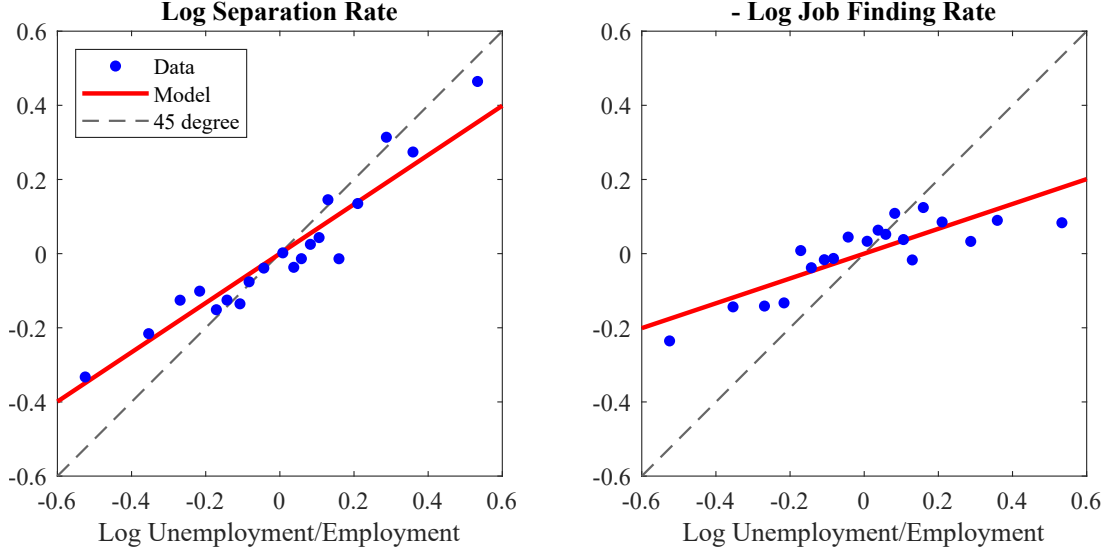 Log Separation Rate
0.6
0.4
0.2
0
-0.2
-0.4
-0.6
-0.6 -0.4 -0.2 0 0.2 0.4 0.6
Log Unemployment/Employment
Data
Model
45 degree
- Log Job Finding Rate
0.6
0.4
0.2
0
-0.2
-0.4
-0.6
-0.6 -0.4 -0.2 0 0.2 0.4 0.6
Log Unemployment/Employment